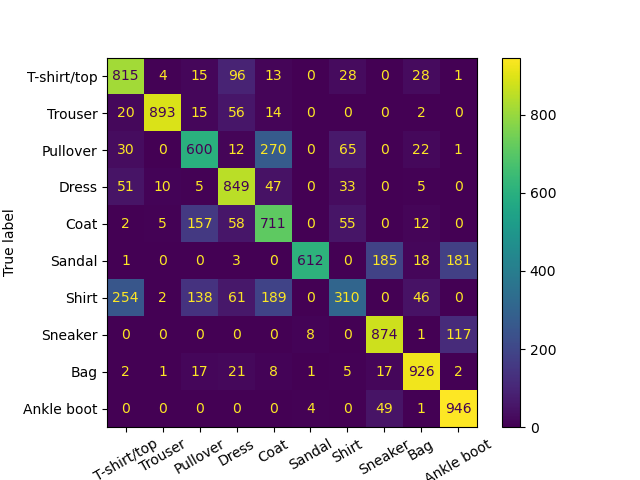 T-shirt/top 815 4 15 96 13 0 28 0 28 1
Trouser 20 893 15 56 14 0 0 0 2 0
Pullover 30 0 600 12 270 0 65 0 22 1
Dress 51 10 5 849 47 0 33 0 5 0
Coat 2 5 157 58 711 0 55 0 12 0
Sandal 1 0 0 3 0 612 0 185 18 181
Shirt 254 2 138 61 189 0 310 0 46 0
Sneaker 0 0 0 0 0 8 0 874 1 117
Bag 2 1 17 21 8 1 5 17 926 2
Ankle boot 0 0 0 0 0 4 0 49 1 946
T-shirt/top Trouser Pullover Dress Coat Sandal Shirt Sneaker Bag Ankle boot
True label
800
600
400
200
0